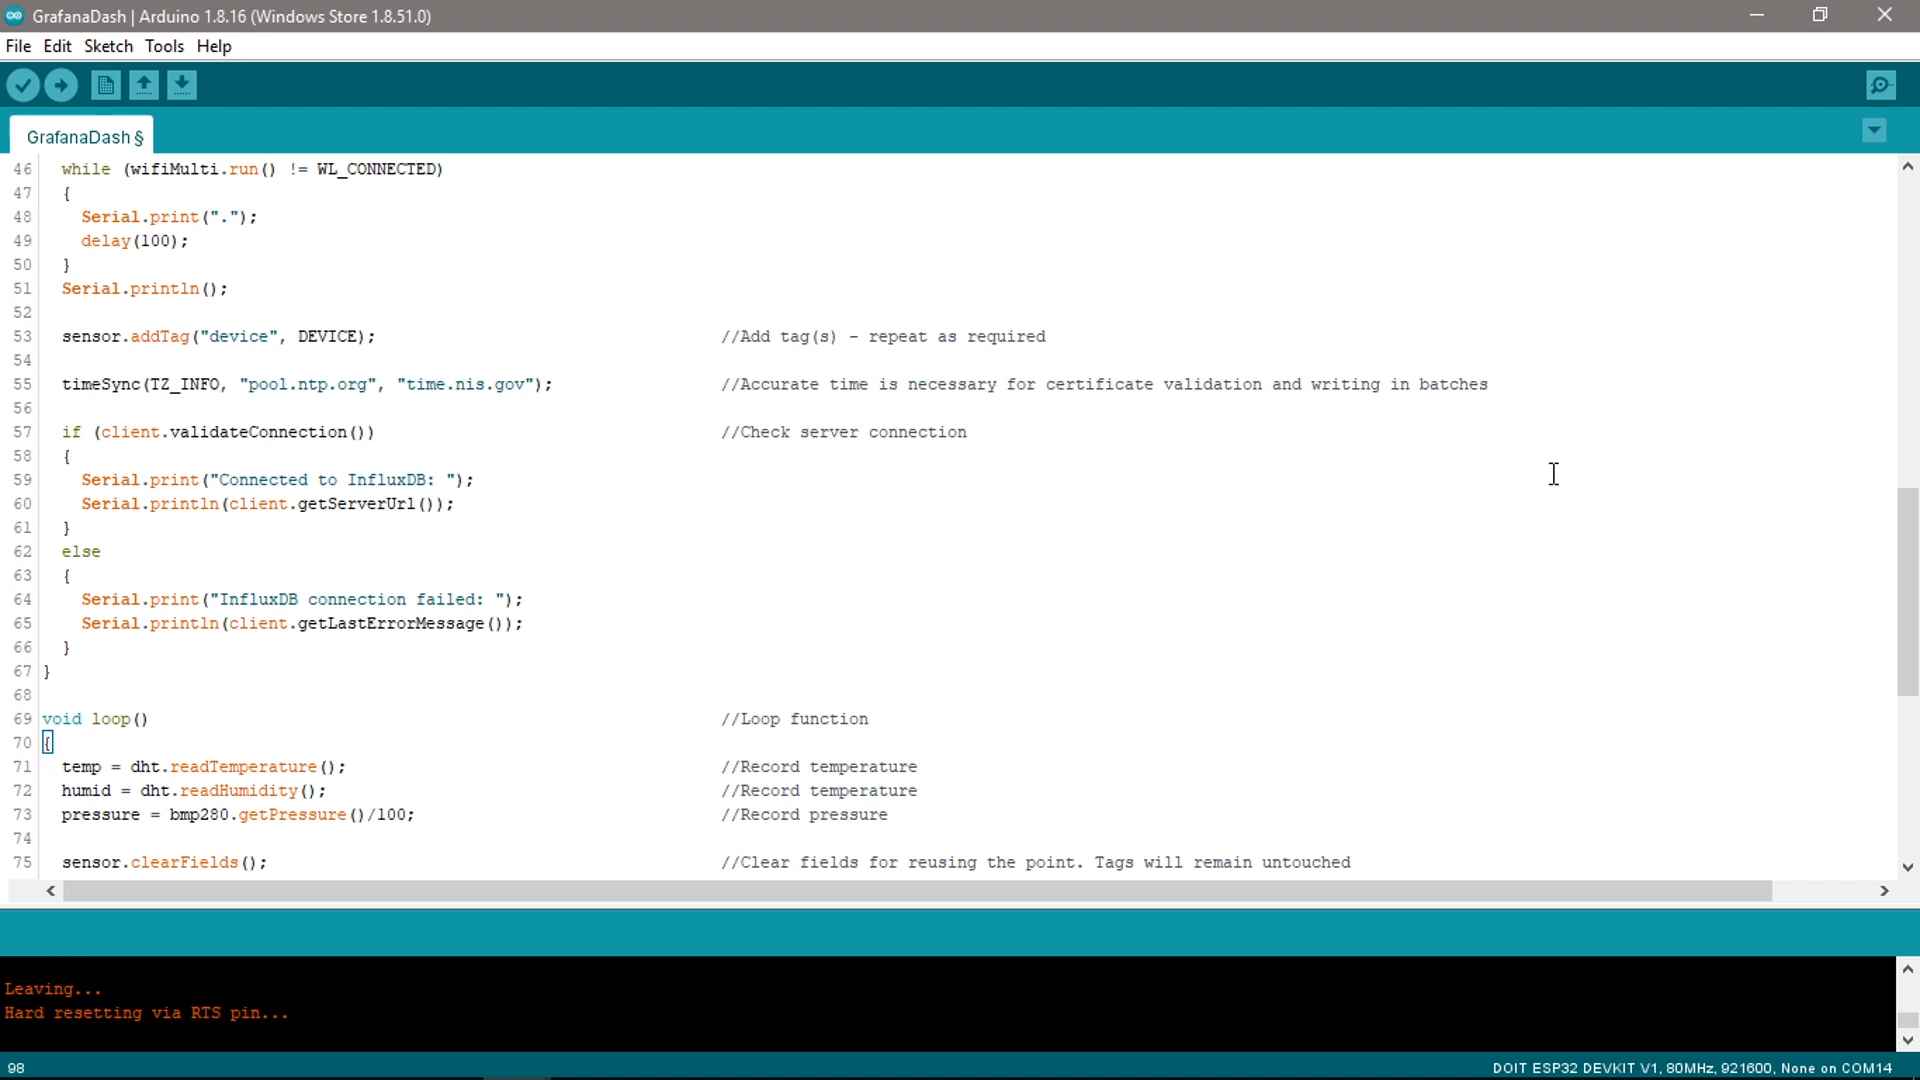 GrafanaDash | Arduino 1.8.16 (Windows Store 1.8.51.0)
File Edit Sketch Tools Help
GrafanaDash §
46 while (wifiMulti.run() != WL_CONNECTED)
47 {
48 Serial.print(".");
49 delay(100);
50 }
51 Serial.println();
52
53 sensor.addTag("device", DEVICE); //Add tag(s) - repeat as required
54
55 timeSync(TZ_INFO, "pool.ntp.org", "time.nis.gov"); //Accurate time is necessary for certificate validation and writing in batches
56
57 if (client.validateConnection()) //Check server connection
58 {
59 Serial.print("Connected to InfluxDB: ");
60 Serial.println(client.getServerUrl());
61 }
62 else
63 {
64 Serial.print("InfluxDB connection failed: ");
65 Serial.println(client.getLastErrorMessage());
66 }
67 }
68
69 void loop() //Loop function
70 {
71 temp = dht.readTemperature(); //Record temperature
72 humid = dht.readHumidity(); //Record temperature
73 pressure = bmp280.getPressure()/100; //Record pressure
74
75 sensor.clearFields(); //Clear fields for reusing the point. Tags will remain untouched
Leaving...
Hard resetting via RTS pin...
98 DOIT ESP32 DEVKIT V1, 80MHz, 921600, None on COM14